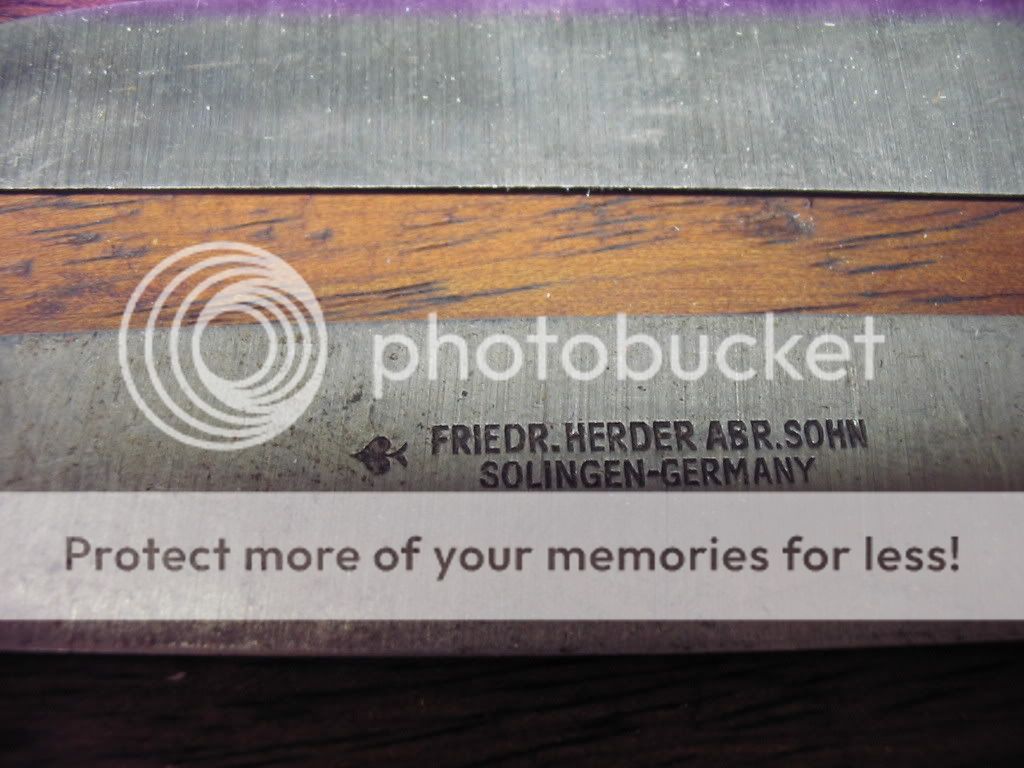 photobucket
FRIEDR. HERDER ABR. SOHN
SOLINGEN-GERMANY
Protect more of your memories for less!